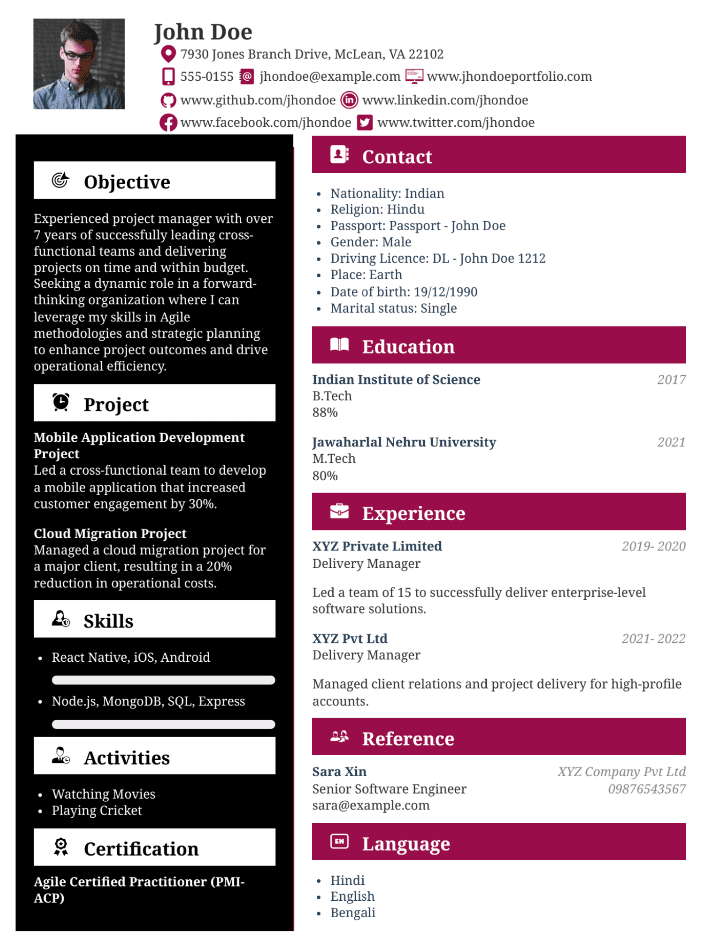 John Doe
7930 Jones Branch Drive, McLean, VA 22102
555-0155 jhondoe@example.com www.jhondoeportfolio.com
www.github.com/jhondoe www.linkedin.com/jhondoe
www.facebook.com/jhondoe www.twitter.com/jhondoe
Objective
Experienced project manager with over
7 years of successfully leading cross-
functional teams and delivering
projects on time and within budget.
Seeking a dynamic role in a forward-
thinking organization where I can
leverage my skills in Agile
methodologies and strategic planning
to enhance project outcomes and drive
operational efficiency.
Project
Mobile Application Development
Project
Led a cross-functional team to develop
a mobile application that increased
customer engagement by 30%.
Cloud Migration Project
Managed a cloud migration project for
a major client, resulting in a 20%
reduction in operational costs.
Skills
• React Native, iOS, Android
• Node.js, MongoDB, SQL, Express
Activities
• Watching Movies
• Playing Cricket
Certification
Agile Certified Practitioner (PMI-
ACP)
Contact
• Nationality: Indian
• Religion: Hindu
• Passport: Passport - John Doe
• Gender: Male
• Driving Licence: DL - John Doe 1212
• Place: Earth
• Date of birth: 19/12/1990
• Marital status: Single
Education
Indian Institute of Science 2017
B.Tech
88%
Jawaharlal Nehru University 2021
M.Tech
80%
Experience
XYZ Private Limited 2019- 2020
Delivery Manager
Led a team of 15 to successfully deliver enterprise-level
software solutions.
XYZ Pvt Ltd 2021- 2022
Delivery Manager
Managed client relations and project delivery for high-profile
accounts.
Reference
Sara Xin XYZ Company Pvt Ltd
Senior Software Engineer 09876543567
sara@example.com
EN Language
• Hindi
• English
• Bengali